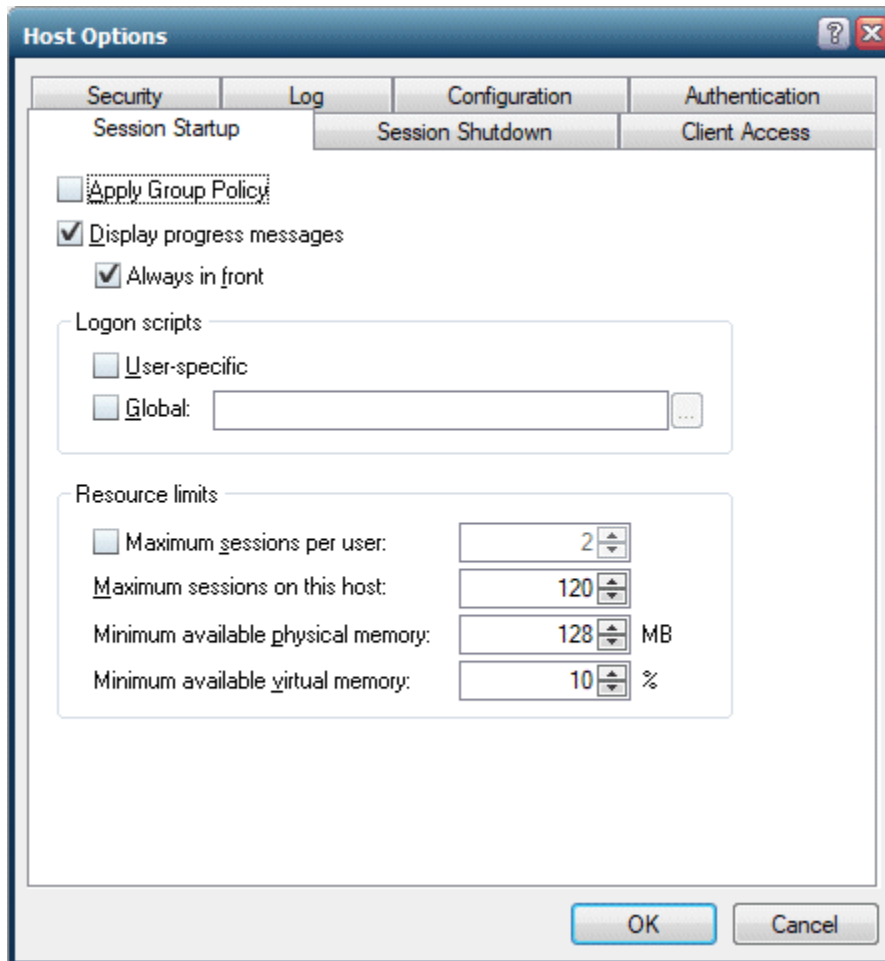 Host Options
Security Log Configuration Authentication
Session Startup Session Shutdown Client Access
Apply Group Policy
Display progress messages
Always in front
Logon scripts
User-specific
Global: ...
Resource limits
Maximum sessions per user: 2
Maximum sessions on this host: 120
Minimum available physical memory: 128 MB
Minimum available virtual memory: 10 %
OK Cancel